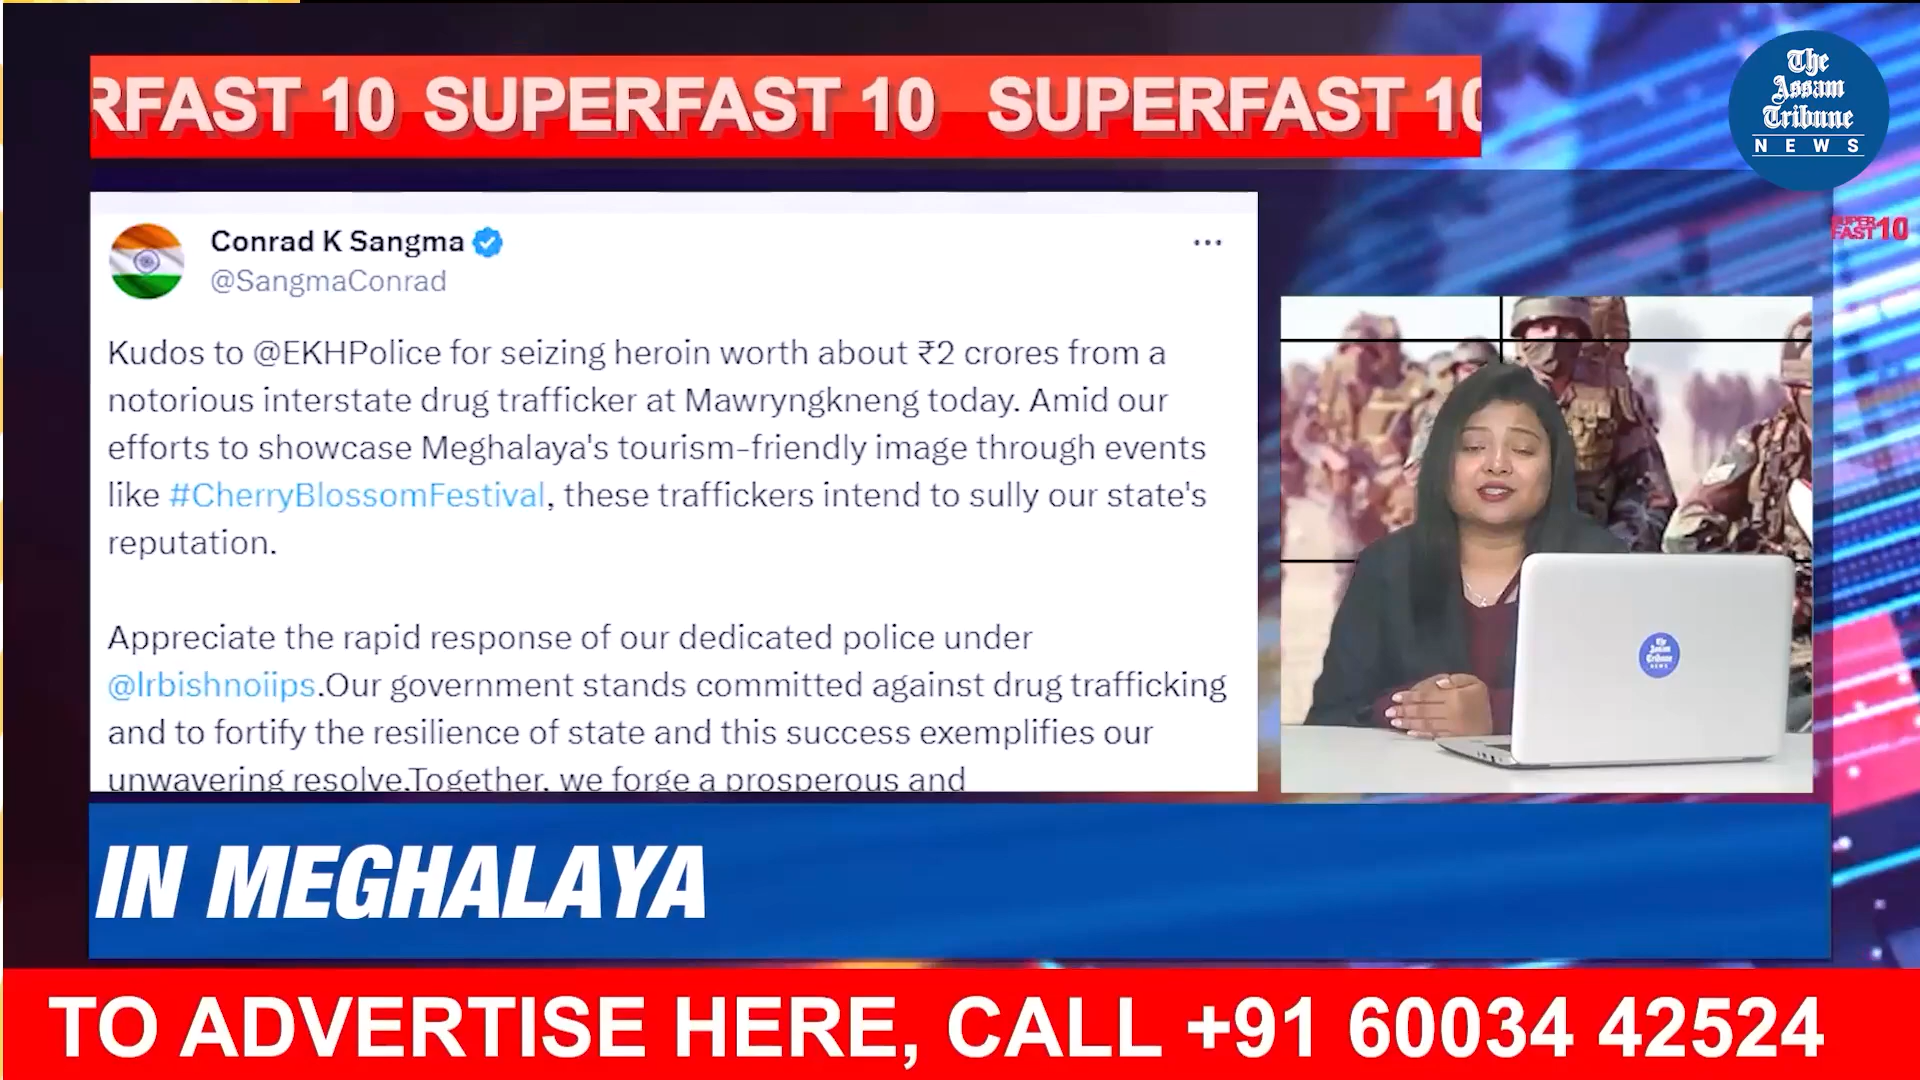 RFAST 10 SUPERFAST 10 SUPERFAST 10
The
Assam
Tribune
NEWS
SUPER
FAST 10
Conrad K Sangma
@SangmaConrad
Kudos to @EKHPolice for seizing heroin worth about ₹2 crores from a
notorious interstate drug trafficker at Mawryngkneng today. Amid our
efforts to showcase Meghalaya's tourism-friendly image through events
like #CherryBlossomFestival, these traffickers intend to sully our state's
reputation.
Appreciate the rapid response of our dedicated police under
@lrbishnoiips.Our government stands committed against drug trafficking
and to fortify the resilience of state and this success exemplifies our
unwavering resolve.Together, we forge a prosperous and
The
Assam
Tribune
NEWS
IN MEGHALAYA
TO ADVERTISE HERE, CALL +91 60034 42524